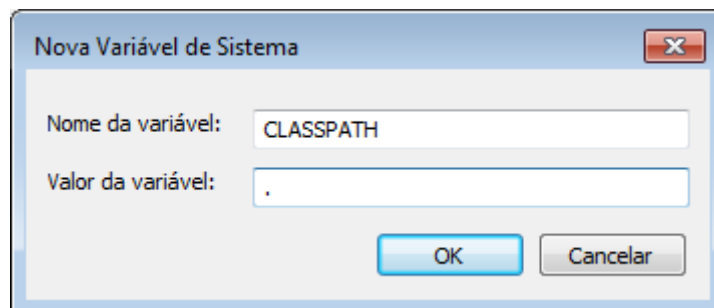 Nova Variável de Sistema
Nome da variável: CLASSPATH
Valor da variável: .
OK Cancelar